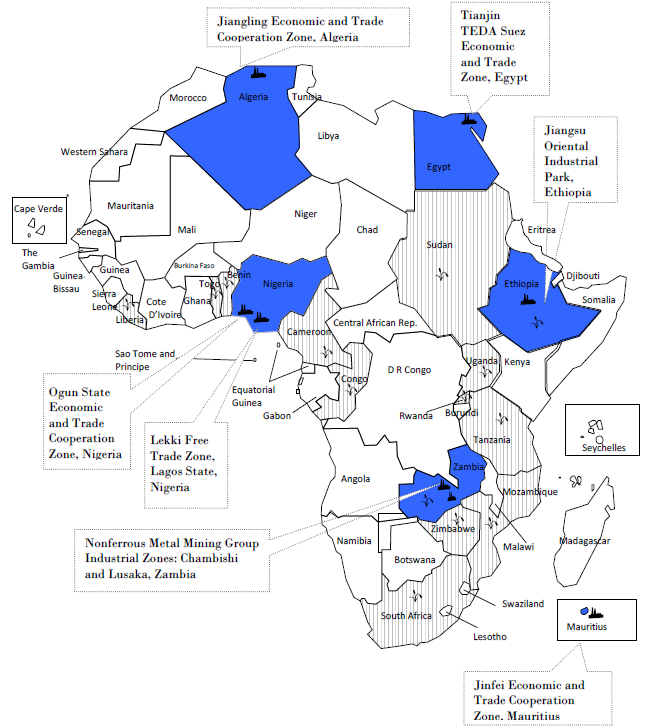 Jiangling Economic and Trade
Cooperation Zone, Algeria
Tianjin
TEDA Suez
Economic
and Trade
Zone, Egypt
Jiangsu
Oriental
Industrial
Park,
Ethiopia
Morocco
Algeria
Tunisia
Libya
Egypt
Western Sahara
Cape Verde
Mauritania
Mali
Niger
Chad
Sudan
Eritrea
Senegal
The
Gambia
Guinea-
Bissau
Guinea
Burkina Faso
Benin
Togo
Ghana
Nigeria
Sierra
Leone
Liberia
Cote
D'Ivoire
Cameroon
Central African Rep.
Ethiopia
Djibouti
Somalia
Sao Tome and
Principe
Equatorial
Guinea
Gabon
Congo
D R Congo
Uganda
Kenya
Rwanda
Burundi
Tanzania
Seychelles
Ogun State
Economic
and Trade
Cooperation
Zone, Nigeria
Lekki Free
Trade Zone,
Lagos State,
Nigeria
Angola
Zambia
Mozambique
Nonferrous Metal Mining Group
Industrial Zones: Chambishi
and Lusaka, Zambia
Namibia
Zimbabwe
Malawi
Madagascar
Botswana
South Africa
Swaziland
Lesotho
Mauritius
Jinfei Economic and
Trade Cooperation
Zone. Mauritius